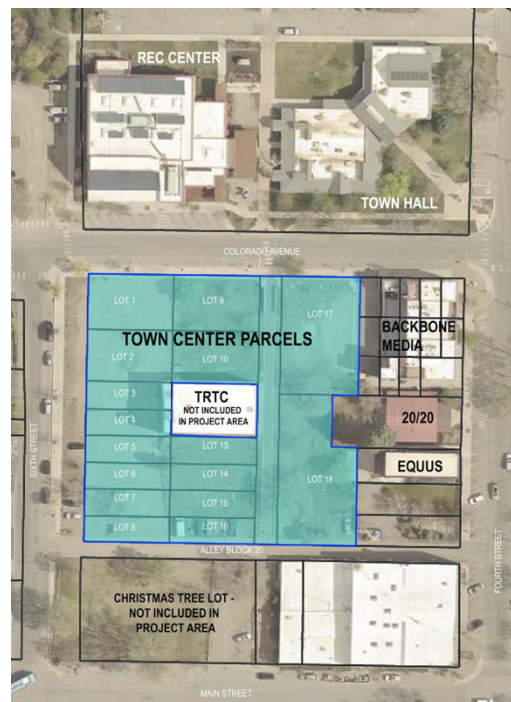 REC CENTER
TOWN HALL
COLORADO AVENUE
LOT 1
LOT 9
LOT 17
TOWN CENTER PARCELS
BACKBONE
MEDIA
LOT 2
LOT 10
LOT 3
TRTC
NOT INCLUDED
IN PROJECT AREA
LOT 4
20/20
SIXTH STREET
LOT 5
LOT 13
EQUUS
LOT 6
LOT 14
LOT 18
LOT 7
LOT 15
LOT 8
LOT 16
ALLEY BLOCK 20
FOURTH STREET
CHRISTMAS TREE LOT -
NOT INCLUDED IN
PROJECT AREA
MAIN STREET